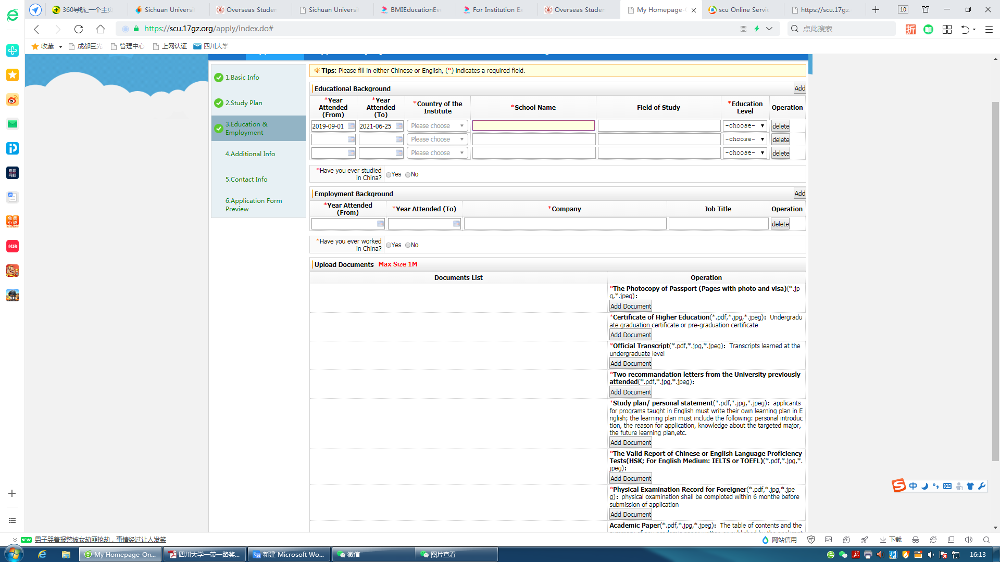 360导航_一个主页
Sichuan Universi
Overseas Studen
Sichuan Universi
BMIEducationEve
For Institution Ex
Overseas Studen
My Homepage-
scu Online Servic
https://scu.17gz.
10
https://scu.17gz.org/apply/index.do#
点此搜索
折
收藏
成都巨光
管理中心
上网认证
四川大学
1.Basic Info
2.Study Plan
3.Education &
Employment
4.Additional Info
5.Contact Info
6.Application Form
Preview
Tips: Please fill in either Chinese or English, (*) indicates a required field.
Educational Background
Add
*Year Attended (From)
*Year Attended (To)
*Country of the Institute
*School Name
Field of Study
*Education Level
Operation
2019-09-01
2021-06-25
Please choose
-choose-
delete
Please choose
-choose-
delete
Please choose
-choose-
delete
*Have you ever studied
in China?
Yes
No
Employment Background
Add
*Year Attended (From)
*Year Attended (To)
*Company
Job Title
Operation
delete
*Have you ever worked
in China?
Yes
No
Upload Documents Max Size 1M
Documents List
Operation
*The Photocopy of Passport (Pages with photo and visa)(*.jp
g,*.jpeg)：
Add Document
*Certificate of Higher Education(*.pdf,*.jpg,*.jpeg)：Undergradu
ate graduation certificate or pre-graduation certificate
Add Document
*Official Transcript(*.pdf,*.jpg,*.jpeg)：Transcripts learned at the
undergraduate level
Add Document
*Two recommandation letters from the University previously
attended(*.pdf,*.jpg,*.jpeg)：
Add Document
*Study plan/ personal statement(*.pdf,*.jpg,*.jpeg)：applicants
for programs taught in English must write their own learning plan in E
nglish; the learning plan must include the following: personal introduc
tion, the reason for application, knowledge about the targeted major,
the future learning plan,etc.
Add Document
*The Valid Report of Chinese or English Language Proficiency
Tests(HSK; For English Medium: IELTS or TOEFL)(*.pdf,*.jpg,*.
jpeg)：
Add Document
*Physical Examination Record for Foreigner(*.pdf,*.jpg,*.jpe
g)：physical oxamination shall be comploted within 6 monthe before
submission of application
Add Document
Academic Paper(*.pdf,*.jpg,*.jpeg)：The table of contents and the
中
NEW
男子哭着报警被女劫匪抢劫，事情经过让人发笑
网站信用
下载
My Homepage-On...
四川大学一带一路奖...
新建 Microsoft Wo...
微信
图片查看
16:13